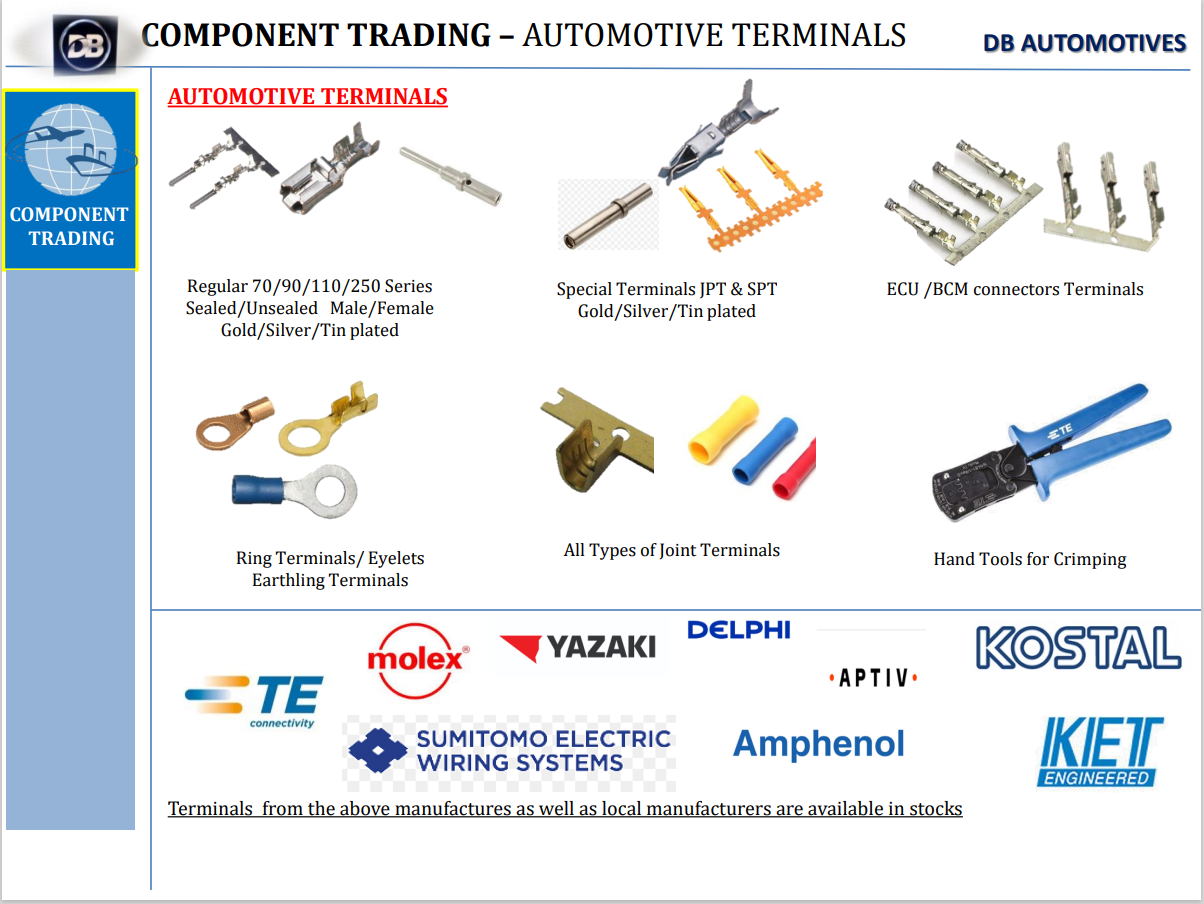 DB
COMPONENT TRADING – AUTOMOTIVE TERMINALS
DB AUTOMOTIVES
COMPONENT
TRADING
AUTOMOTIVE TERMINALS
Regular 70/90/110/250 Series
Sealed/Unsealed Male/Female
Gold/Silver/Tin plated
Special Terminals JPT & SPT
Gold/Silver/Tin plated
ECU /BCM connectors Terminals
TE
Ring Terminals/ Eyelets
Earthling Terminals
All Types of Joint Terminals
Hand Tools for Crimping
TE
connectivity
molex®
YAZAKI
DELPHI
• APTIV •
KOSTAL
SUMITOMO ELECTRIC
WIRING SYSTEMS
Amphenol
KET
ENGINEERED
Terminals from the above manufactures as well as local manufacturers are available in stocks